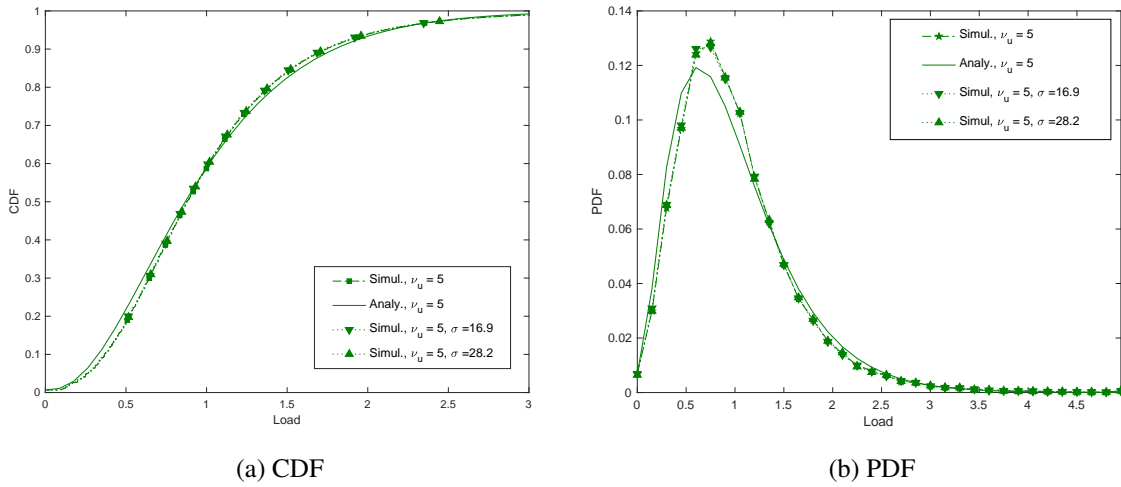 1
0.9
0.8
0.7
0.6
0.5
0.4
0.3
0.2
0.1
0
CDF
0 0.5 1 1.5 2 2.5 3
Load
Simul., ν_u = 5
Analy., ν_u = 5
Simul., ν_u = 5, σ =16.9
Simul., ν_u = 5, σ =28.2
(a) CDF
0.14
0.12
0.1
0.08
0.06
0.04
0.02
0
PDF
0 0.5 1 1.5 2 2.5 3 3.5 4 4.5
Load
Simul., ν_u = 5
Analy., ν_u = 5
Simul, ν_u = 5, σ =16.9
Simul, ν_u = 5, σ =28.2
(b) PDF